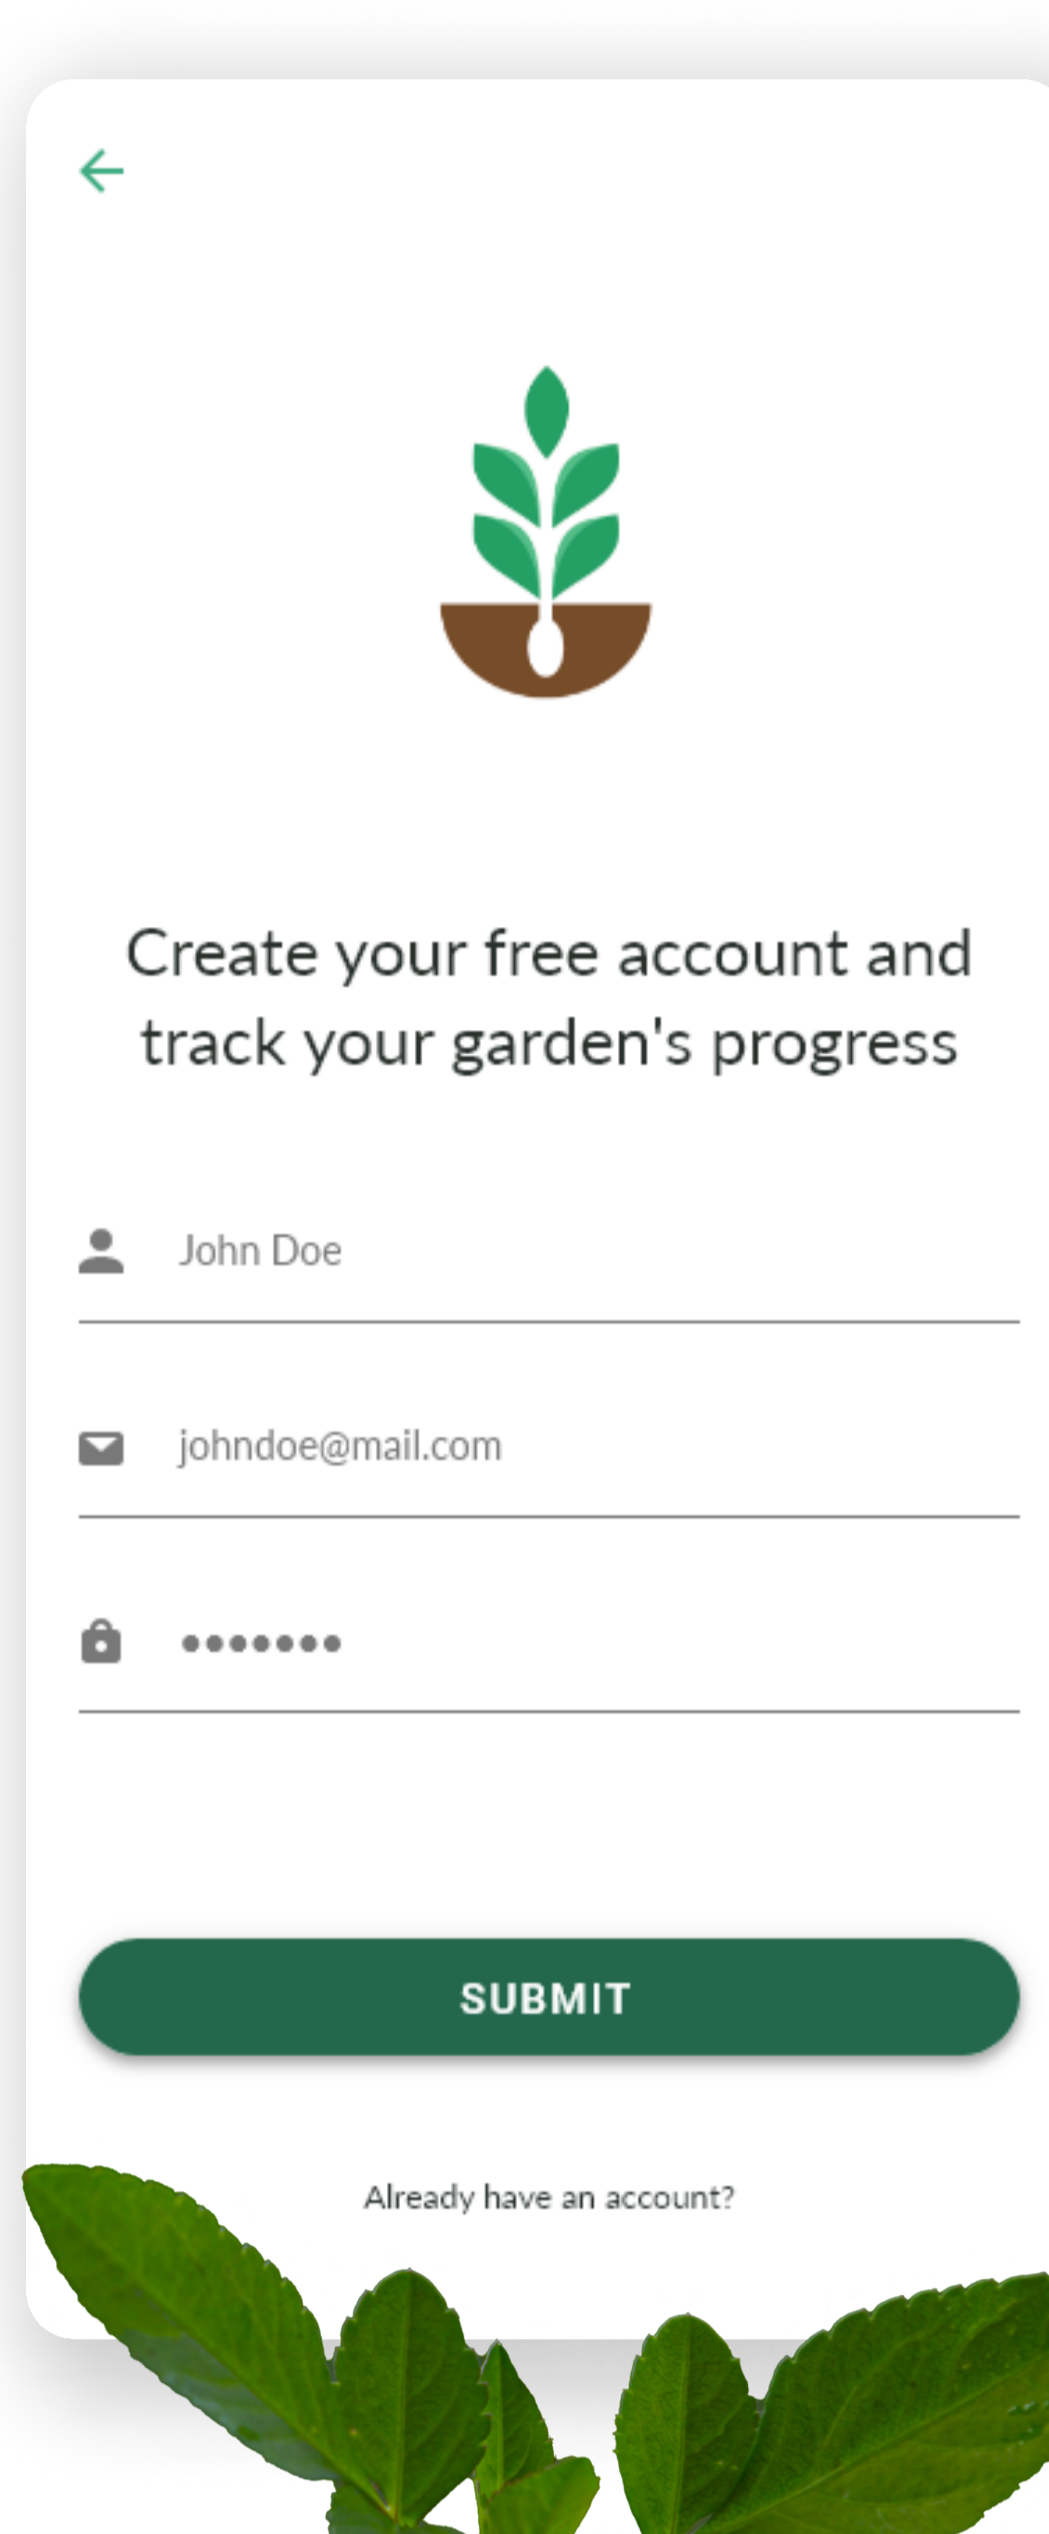 Create your free account and
track your garden's progress
John Doe
johndoe@mail.com
•••••••
SUBMIT
Already have an account?